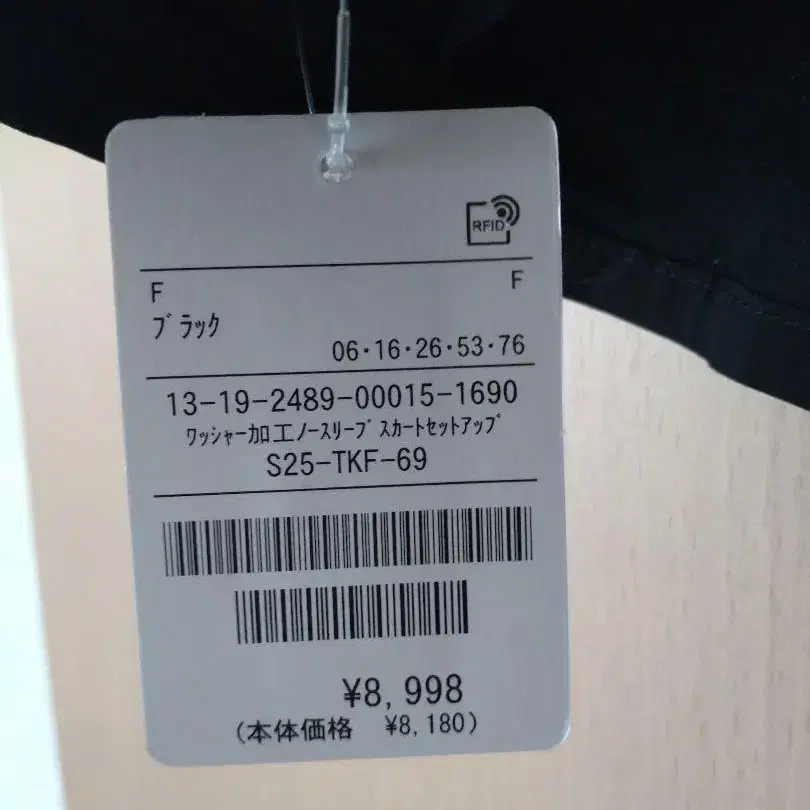 RFID
F F
ﾌﾞﾗｯｸ
06・16・26・53・76
13-19-2489-00015-1690
ﾜｯｼｬｰ加工ﾉｰｽﾘｰﾌﾞｽｶｰﾄｾｯﾄｱｯﾌﾟ
S25-TKF-69
¥8,998
(本体価格 ¥8,180)